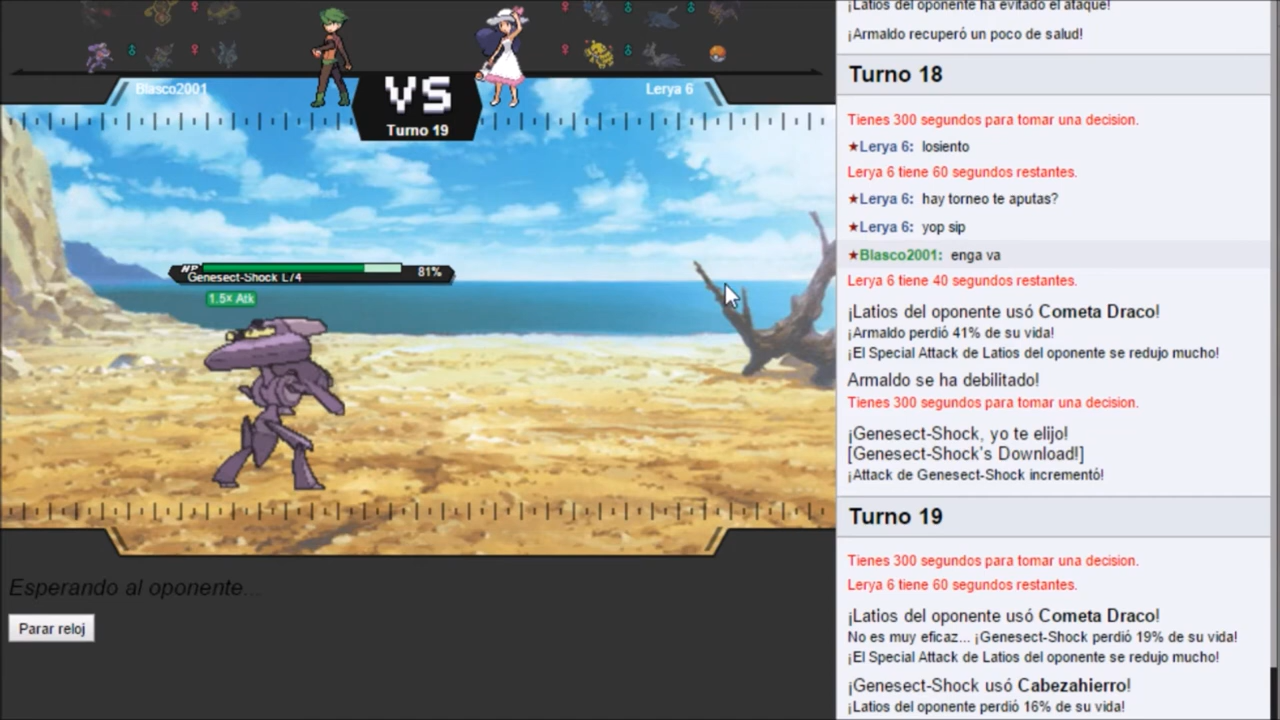 Blasco2001
VS
Lerya 6
Turno 19
HP
Genesect-Shock L74
81%
1.5× Atk
Esperando al oponente...
Parar reloj
¡Latios del oponente ha evitado el ataque!
¡Armaldo recuperó un poco de salud!
Turno 18
Tienes 300 segundos para tomar una decision.
★Lerya 6: losiento
Lerya 6 tiene 60 segundos restantes.
★Lerya 6: hay torneo te aputas?
★Lerya 6: yop sip
★Blasco2001: enga va
Lerya 6 tiene 40 segundos restantes.
¡Latios del oponente usó Cometa Draco!
¡Armaldo perdió 41% de su vida!
¡El Special Attack de Latios del oponente se redujo mucho!
Armaldo se ha debilitado!
Tienes 300 segundos para tomar una decision.
¡Genesect-Shock, yo te elijo!
[Genesect-Shock's Download!]
¡Attack de Genesect-Shock incrementó!
Turno 19
Tienes 300 segundos para tomar una decision.
Lerya 6 tiene 60 segundos restantes.
¡Latios del oponente usó Cometa Draco!
No es muy eficaz... ¡Genesect-Shock perdió 19% de su vida!
¡El Special Attack de Latios del oponente se redujo mucho!
¡Genesect-Shock usó Cabezahierro!
¡Latios del oponente perdió 16% de su vida!